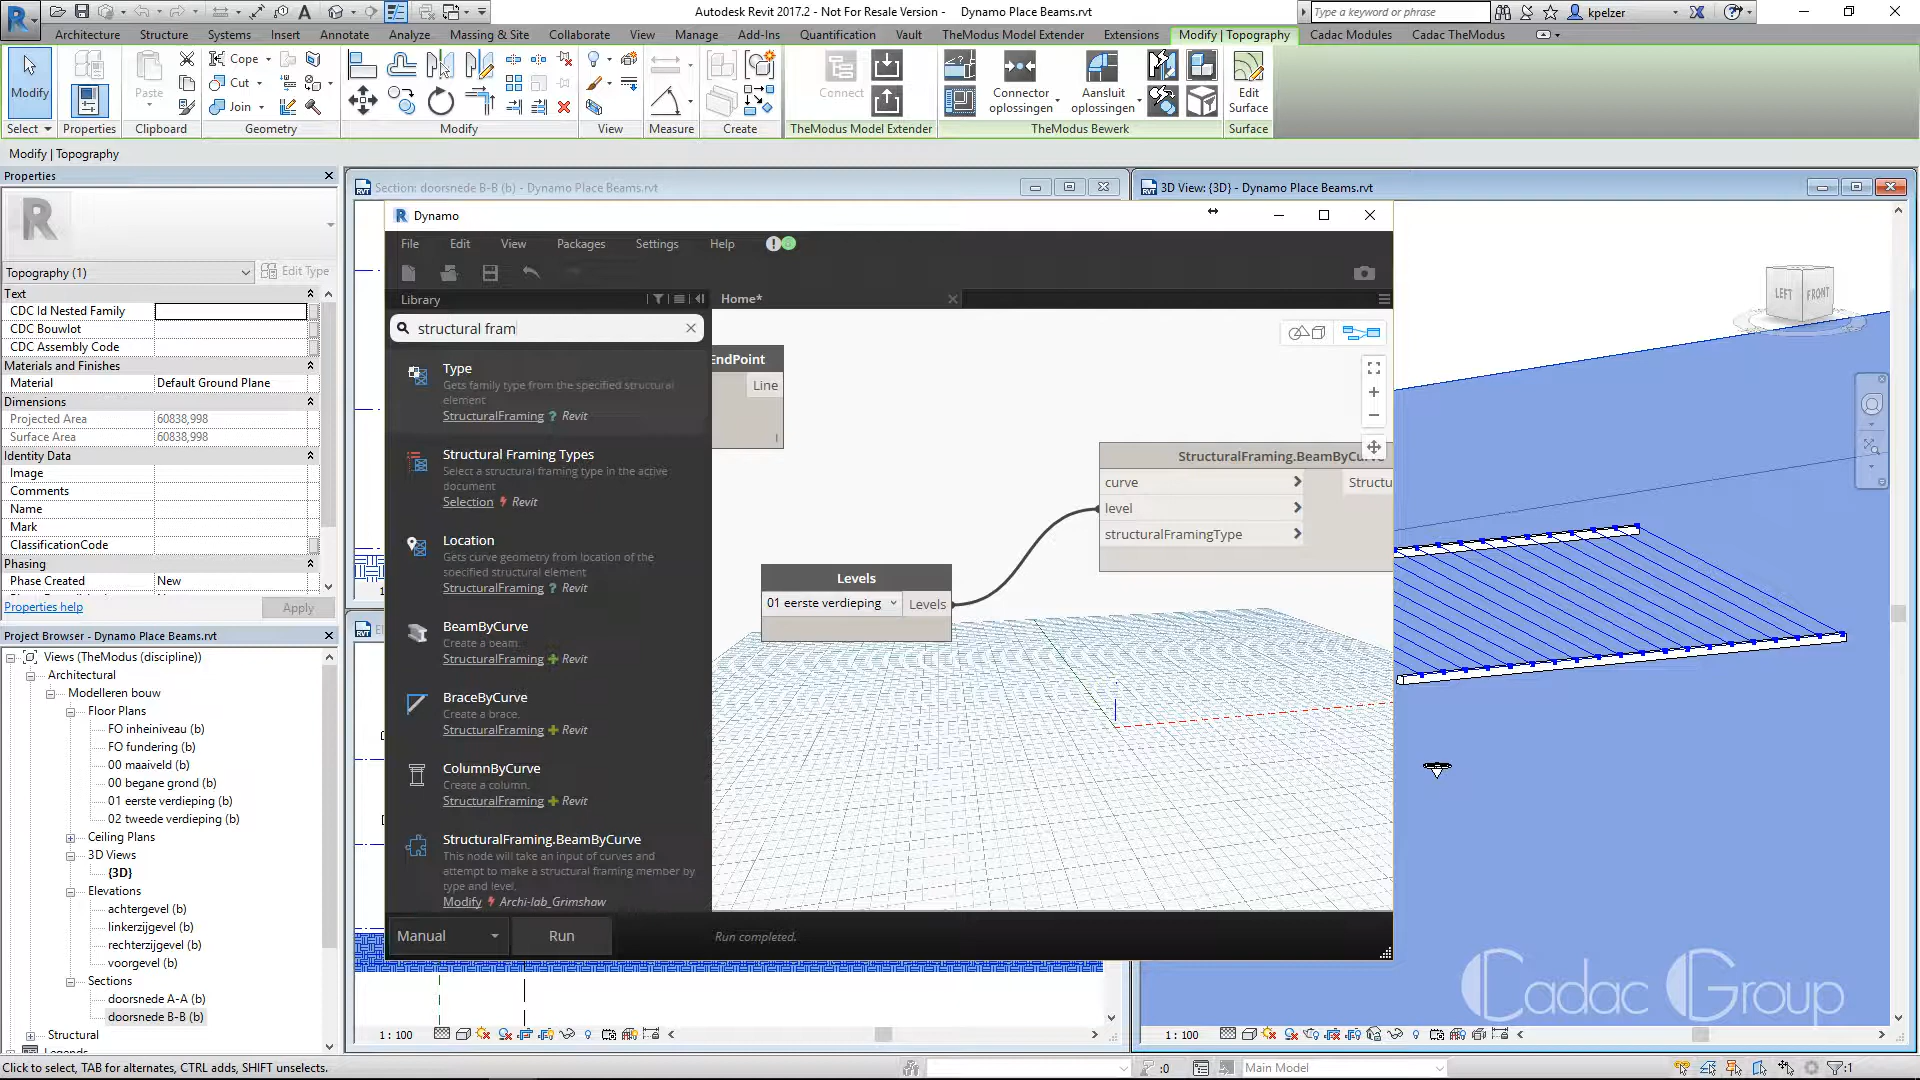 Autodesk Revit 2017.2 - Not For Resale Version - Dynamo Place Beams.rvt
Type a keyword or phrase
kpelzer
Architecture Structure Systems Insert Annotate Analyze Massing & Site Collaborate View Manage Add-Ins Quantification Vault TheModus Model Extender Extensions Modify | Topography Cadac Modules Cadac TheModus
Modify
Paste
Cope
Cut
Join
Connect
Connector oplossingen
Aansluit oplossingen
Edit Surface
Select Properties Clipboard Geometry Modify View Measure Create TheModus Model Extender TheModus Bewerk Surface
Modify | Topography
Properties
Topography (1)
Edit Type
Text
CDC Id Nested Family
CDC Bouwlot
CDC Assembly Code
Materials and Finishes
Material Default Ground Plane
Dimensions
Projected Area 60838,998
Surface Area 60838,998
Identity Data
Image
Comments
Name
Mark
ClassificationCode
Phasing
Phase Created New
Properties help
Apply
Project Browser - Dynamo Place Beams.rvt
Views (TheModus (discipline))
Architectural
Modelleren bouw
Floor Plans
FO inheiniveau (b)
FO fundering (b)
00 maaiveld (b)
00 begane grond (b)
01 eerste verdieping (b)
02 tweede verdieping (b)
Ceiling Plans
3D Views
{3D}
Elevations
achtergevel (b)
linkerzijgevel (b)
rechterzijgevel (b)
voorgevel (b)
Sections
doorsnede A-A (b)
doorsnede B-B (b)
Structural
Section: doorsnede B-B (b) - Dynamo Place Beams.rvt
3D View: {3D} - Dynamo Place Beams.rvt
Dynamo
File Edit View Packages Settings Help
Library
Home*
structural fram
Type
Gets family type from the specified structural
element
StructuralFraming ? Revit
Structural Framing Types
Select a structural framing type in the active
document
Selection Revit
Location
Gets curve geometry from location of the
specified structural element
StructuralFraming ? Revit
BeamByCurve
Create a beam.
StructuralFraming + Revit
BraceByCurve
Create a brace.
StructuralFraming + Revit
ColumnByCurve
Create a column.
StructuralFraming + Revit
StructuralFraming.BeamByCurve
This node will take an input of curves and
attempt to make a structural framing member by
type and level.
Modify Archi-lab_Grimshaw
EndPoint
Line
Levels
01 eerste verdieping
Levels
StructuralFraming.BeamByCurve
curve
Structu
level
structuralFramingType
Manual
Run
Run completed.
LEFT FRONT
1 : 100
1 : 100
Cadac Group
Click to select, TAB for alternates, CTRL adds, SHIFT unselects.
:0
Main Model
:1